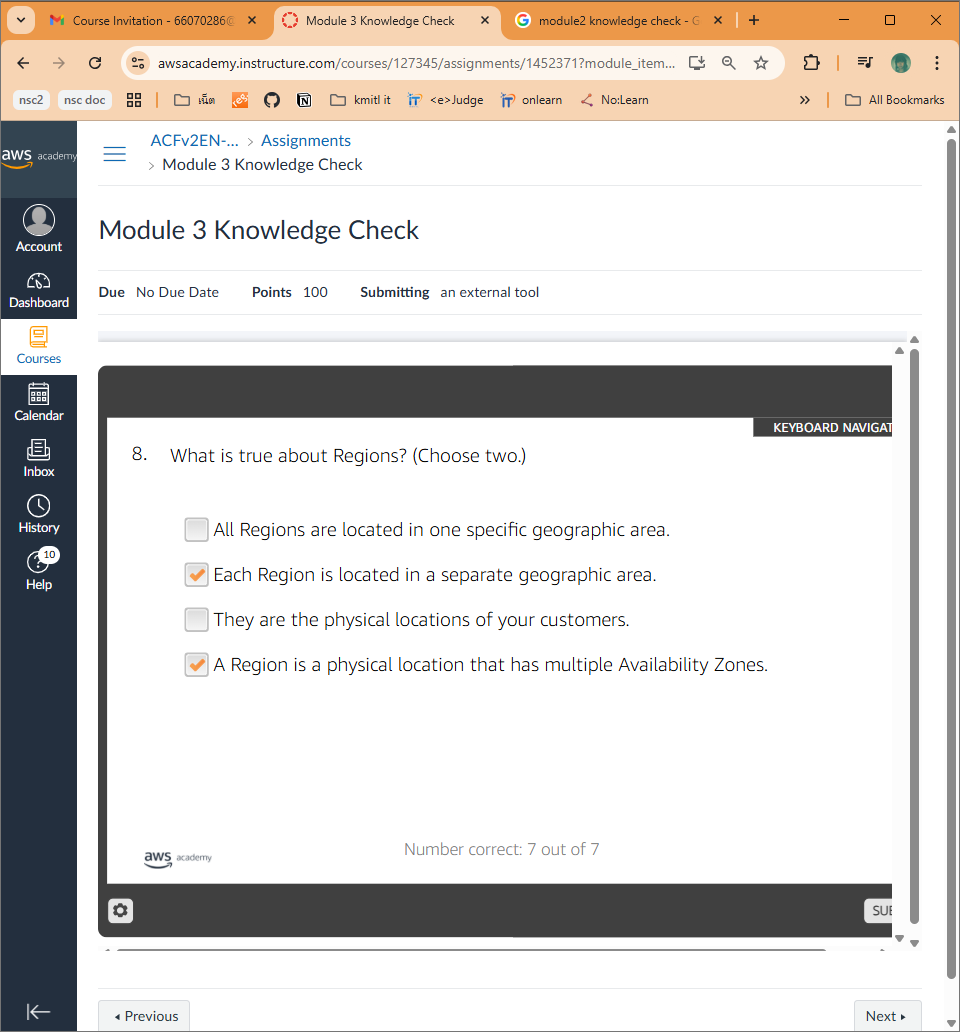 Course Invitation - 66070286@
Module 3 Knowledge Check
module2 knowledge check - G
awsacademy.instructure.com/courses/127345/assignments/1452371?module_item...
nsc2
nsc doc
เน็ต
kmitl it
<e>Judge
onlearn
No:Learn
All Bookmarks
aws academy
Account
Dashboard
Courses
Calendar
Inbox
History
10
Help
ACFv2EN-... > Assignments
> Module 3 Knowledge Check
Module 3 Knowledge Check
Due No Due Date Points 100 Submitting an external tool
KEYBOARD NAVIGAT
8. What is true about Regions? (Choose two.)
All Regions are located in one specific geographic area.
Each Region is located in a separate geographic area.
They are the physical locations of your customers.
A Region is a physical location that has multiple Availability Zones.
Number correct: 7 out of 7
aws academy
SUB
Previous
Next